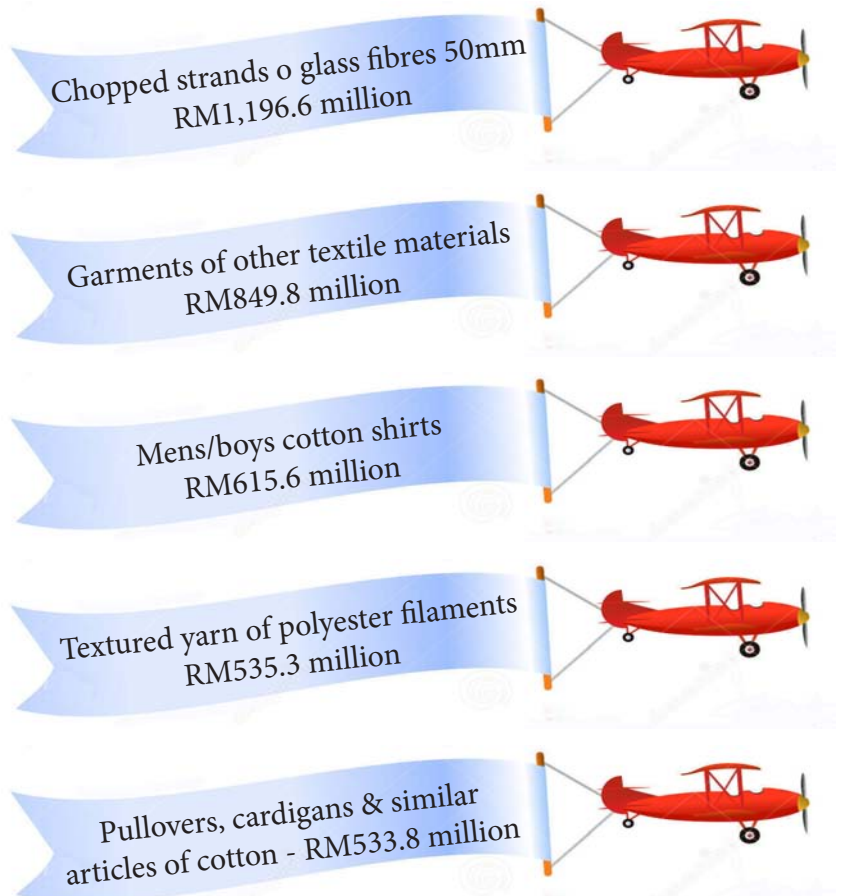 Chopped strands o glass fibres 50mm
RM1,196.6 million
Garments of other textile materials
RM849.8 million
Mens/boys cotton shirts
RM615.6 million
Textured yarn of polyester filaments
RM535.3 million
Pullovers, cardigans & similar
articles of cotton - RM533.8 million